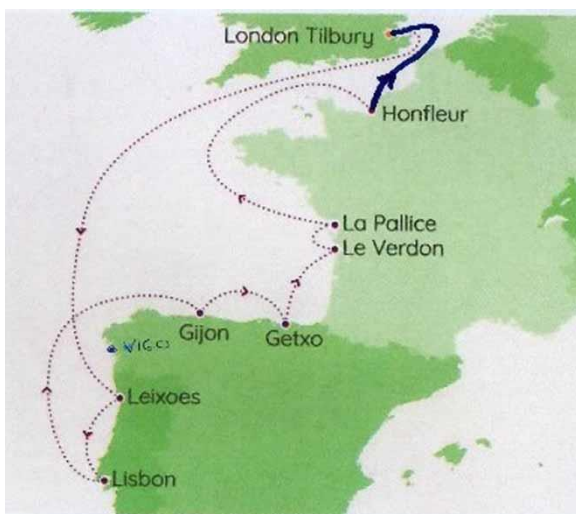 London Tilbury
Honfleur
La Pallice
Le Verdon
Gijon
Getxo
VIGO
Leixoes
Lisbon